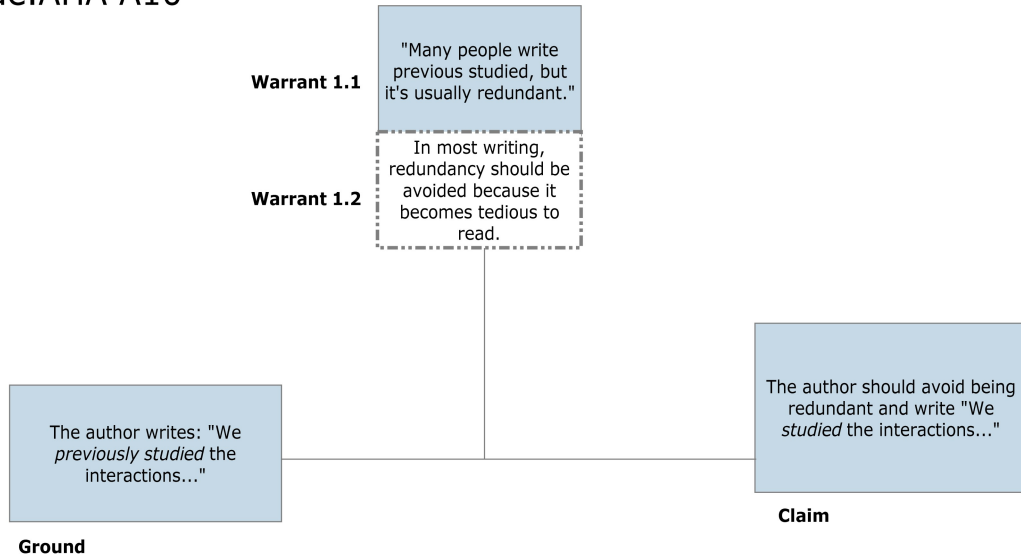 "Many people write
previous studied, but
it's usually redundant."
Warrant 1.1
In most writing,
redundancy should be
avoided because it
becomes tedious to
read.
Warrant 1.2
The author writes: "We
previously studied the
interactions..."
Ground
The author should avoid being
redundant and write "We
studied the interactions..."
Claim